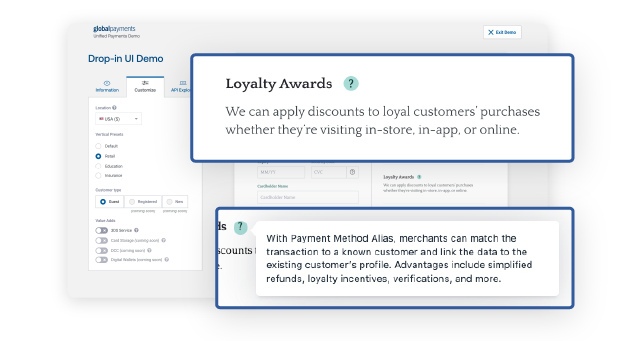 globalpayments
Unified Payments Demo
Exit Demo
Drop-in UI Demo
Information
Customize
API Explo
Location
USA ($)
Vertical Presets
Default
Retail
Education
Insurance
Customer type
Guest
Registered
New
(coming soon)
(coming soon)
Value Adds
3DS Service
Card Storage (coming soon)
DCC (coming soon)
Digital Wallets (coming soon)
Loyalty Awards ?
We can apply discounts to loyal customers' purchases
whether they're visiting in-store, in-app, or online.
MM/YY
CVV
Cardholder Name
Cardholder Name
Loyalty Awards
We can apply discounts to loyal customers' purchases
whether they're visiting in-store, in-app, or online.
ds ?
scounts t
e.
With Payment Method Alias, merchants can match the
transaction to a known customer and link the data to the
existing customer's profile. Advantages include simplified
refunds, loyalty incentives, verifications, and more.